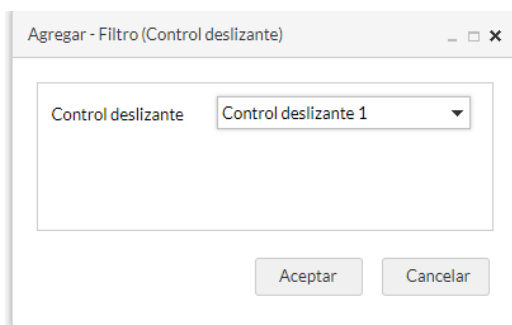 Agregar - Filtro (Control deslizante)
Control deslizante Control deslizante 1
Aceptar Cancelar